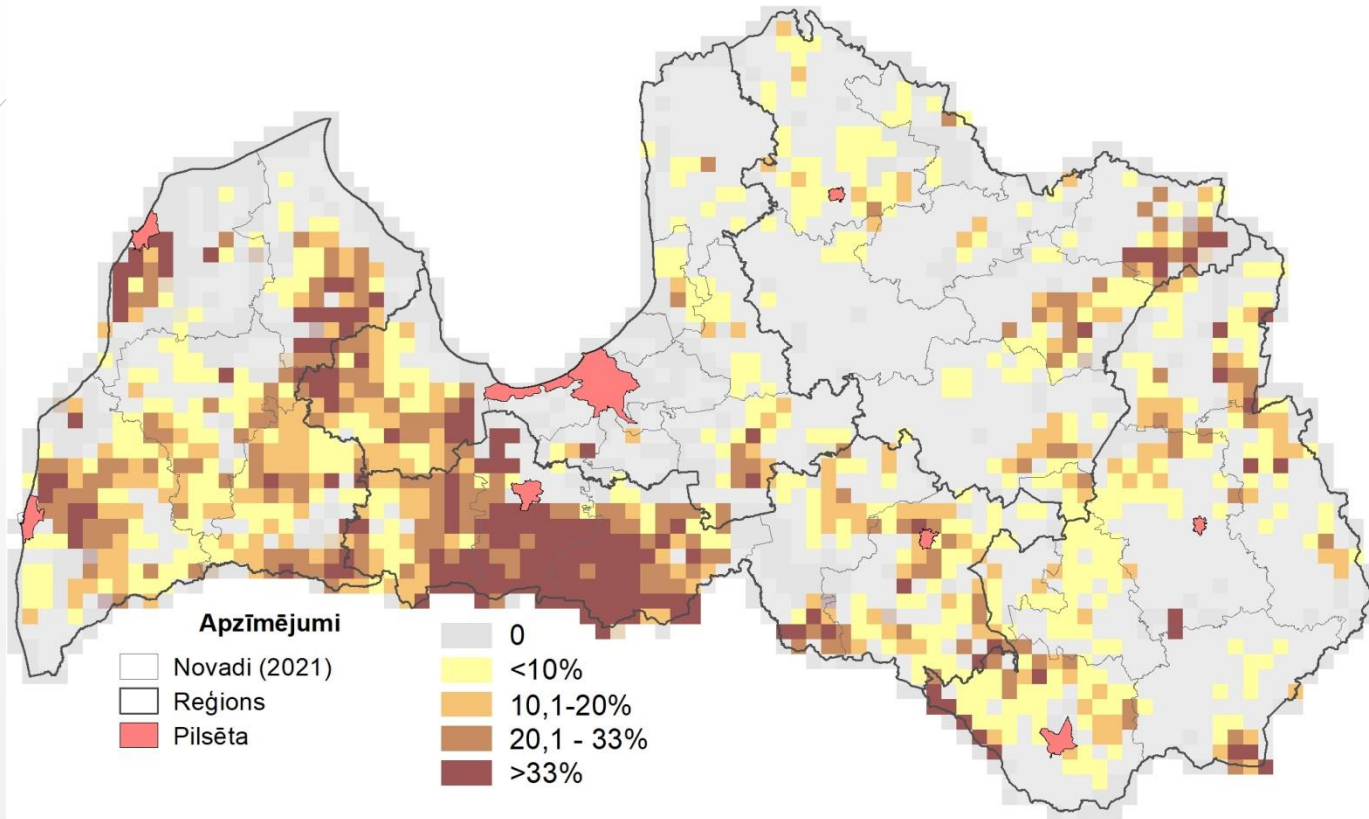 Apzīmējumi
Novadi (2021)
Reģions
Pilsēta
0
<10%
10,1-20%
20,1 - 33%
>33%